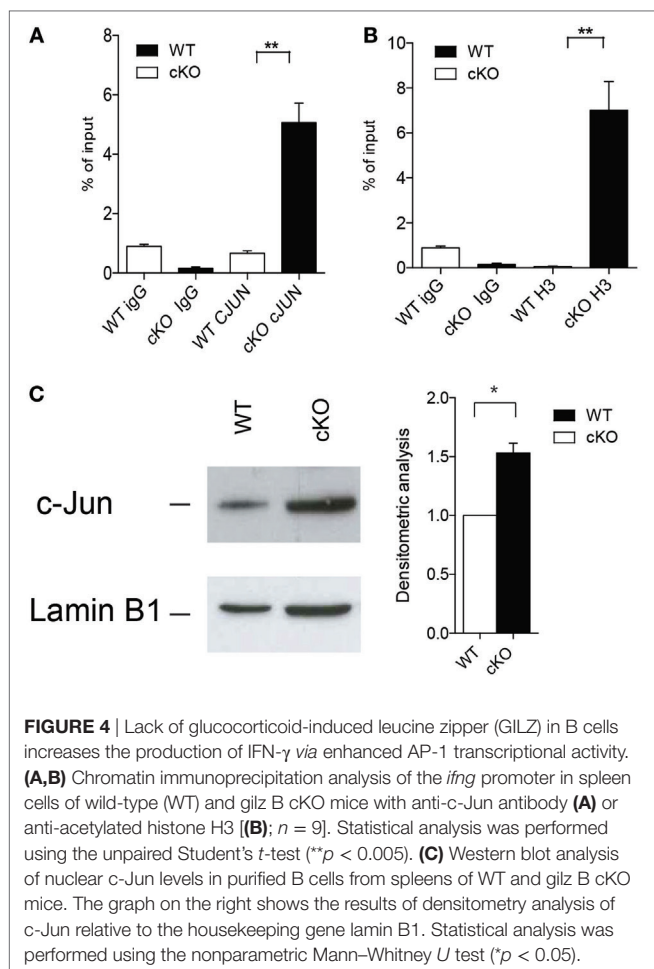 A
WT
cKO
**
% of input
8
6
4
2
0
WT igG
cKO IgG
WT CJUN
cKO cJUN
B
WT
cKO
**
% of input
10
8
6
4
2
0
WT igG
cKO IgG
WT H3
cKO H3
C
WT
cKO
c-Jun
Lamin B1
*
WT
cKO
Densitometric analysis
2.0
1.5
1.0
0.5
0.0
WT
cKO
FIGURE 4 | Lack of glucocorticoid-induced leucine zipper (GILZ) in B cells
increases the production of IFN-γ via enhanced AP-1 transcriptional activity.
(A,B) Chromatin immunoprecipitation analysis of the ifng promoter in spleen
cells of wild-type (WT) and gilz B cKO mice with anti-c-Jun antibody (A) or
anti-acetylated histone H3 [(B); n = 9]. Statistical analysis was performed
using the unpaired Student's t-test (**p < 0.005). (C) Western blot analysis
of nuclear c-Jun levels in purified B cells from spleens of WT and gilz B cKO
mice. The graph on the right shows the results of densitometry analysis of
c-Jun relative to the housekeeping gene lamin B1. Statistical analysis was
performed using the nonparametric Mann–Whitney U test (*p < 0.05).